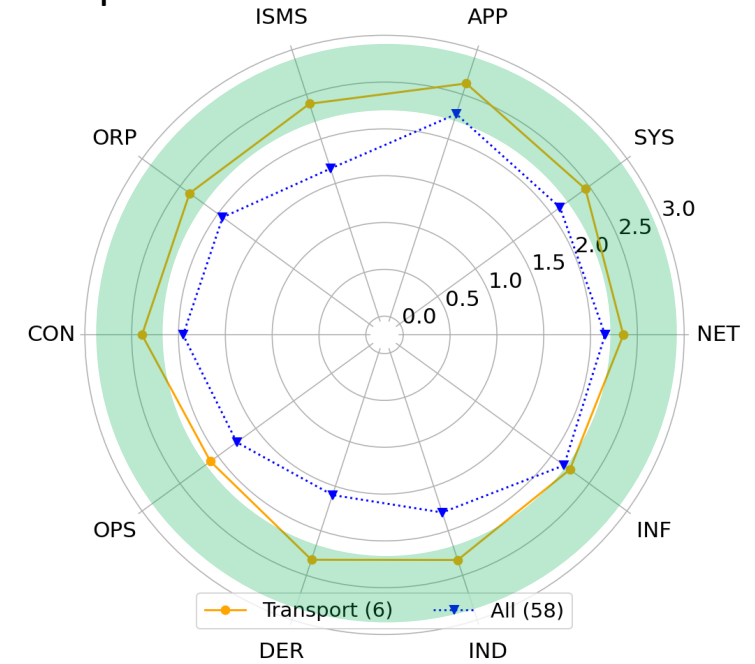 ISMS APP
ORP SYS
3.0
2.5
2.0
1.5
1.0
0.5
0.0
CON NET
OPS INF
Transport (6) All (58)
DER IND